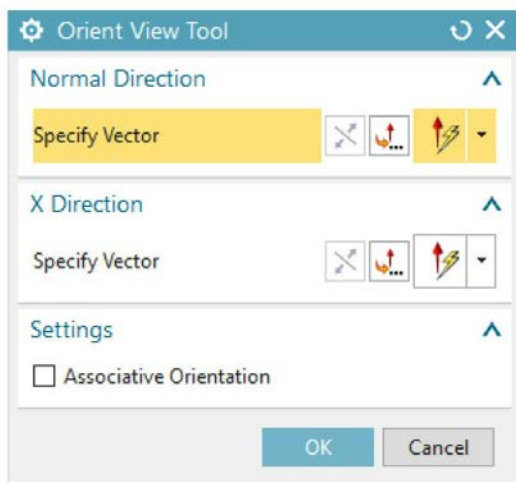 Orient View Tool
Normal Direction
Specify Vector
X Direction
Specify Vector
Settings
Associative Orientation
OK Cancel